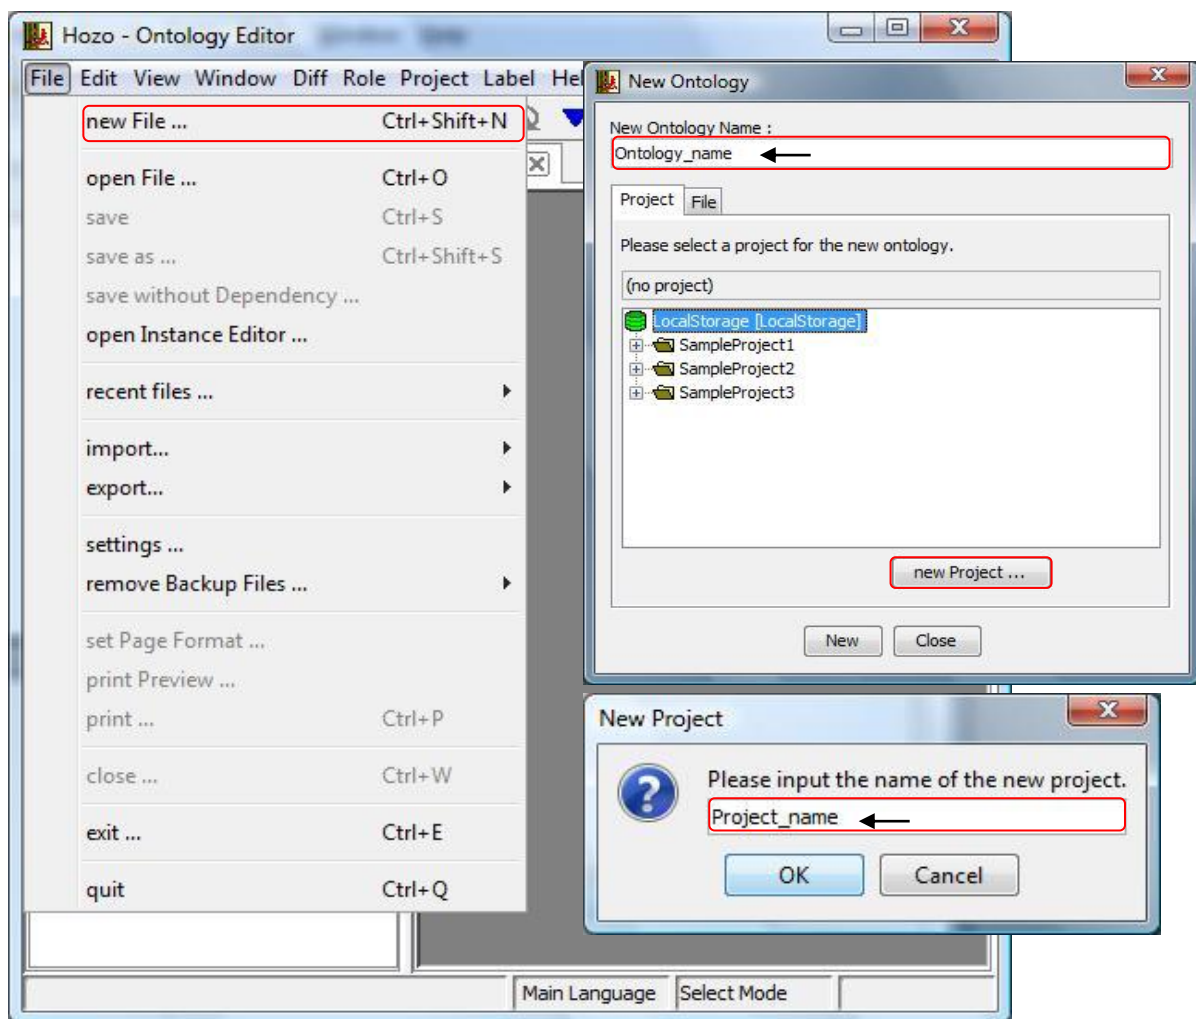 Hozo - Ontology Editor
File Edit View Window Diff Role Project Label Hel
new File ... Ctrl+Shift+N
open File ... Ctrl+O
save Ctrl+S
save as ... Ctrl+Shift+S
save without Dependency ...
open Instance Editor ...
recent files ...
import...
export...
settings ...
remove Backup Files ...
set Page Format ...
print Preview ...
print ... Ctrl+P
close ... Ctrl+W
exit ... Ctrl+E
quit Ctrl+Q
Main Language Select Mode
New Ontology
New Ontology Name :
Ontology_name
Project File
Please select a project for the new ontology.
(no project)
LocalStorage [LocalStorage]
SampleProject1
SampleProject2
SampleProject3
new Project ...
New Close
New Project
Please input the name of the new project.
Project_name
OK Cancel